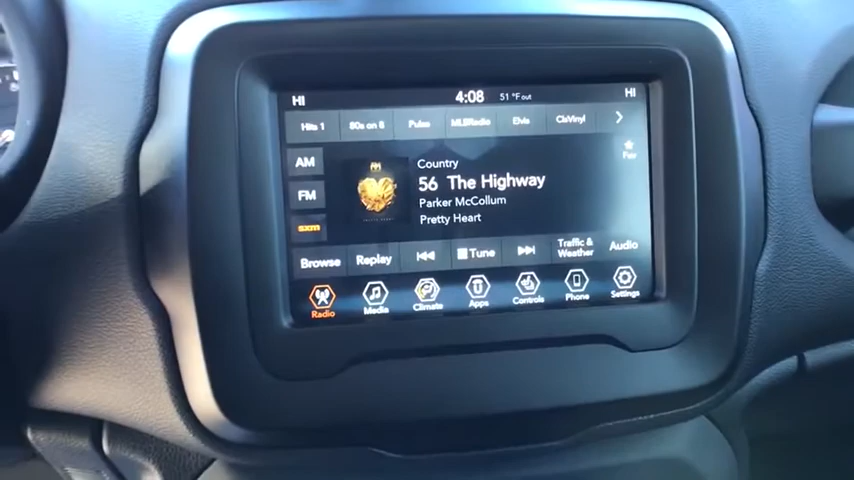 HI 4:08 51 °F out HI
Hits 1 80s on 8 Pulse MLBRadio Elvis ClsVinyl
AM
FM
sxm
Country
56 The Highway
Parker McCollum
Pretty Heart
Fav
Browse Replay Tune Traffic & Weather Audio
Radio Media Climate Apps Controls Phone Settings